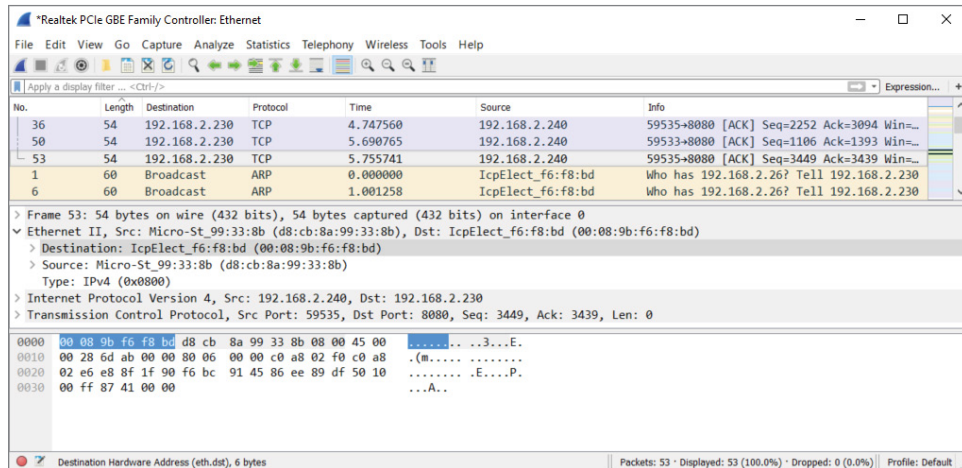 *Realtek PCIe GBE Family Controller: Ethernet
File Edit View Go Capture Analyze Statistics Telephony Wireless Tools Help
Apply a display filter ... <Ctrl-/> Expression... +
No. Length Destination Protocol Time Source Info
36 54 192.168.2.230 TCP 4.747560 192.168.2.240 59535→8080 [ACK] Seq=2252 Ack=3094 Win=…
50 54 192.168.2.230 TCP 5.690765 192.168.2.240 59533→8080 [ACK] Seq=1106 Ack=1393 Win=…
53 54 192.168.2.230 TCP 5.755741 192.168.2.240 59535→8080 [ACK] Seq=3449 Ack=3439 Win=…
1 60 Broadcast ARP 0.000000 IcpElect_f6:f8:bd Who has 192.168.2.26? Tell 192.168.2.230
6 60 Broadcast ARP 1.001258 IcpElect_f6:f8:bd Who has 192.168.2.26? Tell 192.168.2.230
> Frame 53: 54 bytes on wire (432 bits), 54 bytes captured (432 bits) on interface 0
Ethernet II, Src: Micro-St_99:33:8b (d8:cb:8a:99:33:8b), Dst: IcpElect_f6:f8:bd (00:08:9b:f6:f8:bd)
> Destination: IcpElect_f6:f8:bd (00:08:9b:f6:f8:bd)
> Source: Micro-St_99:33:8b (d8:cb:8a:99:33:8b)
Type: IPv4 (0x0800)
> Internet Protocol Version 4, Src: 192.168.2.240, Dst: 192.168.2.230
> Transmission Control Protocol, Src Port: 59535, Dst Port: 8080, Seq: 3449, Ack: 3439, Len: 0
0000 00 08 9b f6 f8 bd d8 cb 8a 99 33 8b 08 00 45 00 ........ ..3...E.
0010 00 28 6d ab 00 00 80 06 00 00 c0 a8 02 f0 c0 a8 .(m..... ........
0020 02 e6 e8 8f 1f 90 f6 bc 91 45 86 ee 89 df 50 10 ........ .E....P.
0030 00 ff 87 41 00 00 ...A..
Destination Hardware Address (eth.dst), 6 bytes Packets: 53 · Displayed: 53 (100.0%) · Dropped: 0 (0.0%) Profile: Default